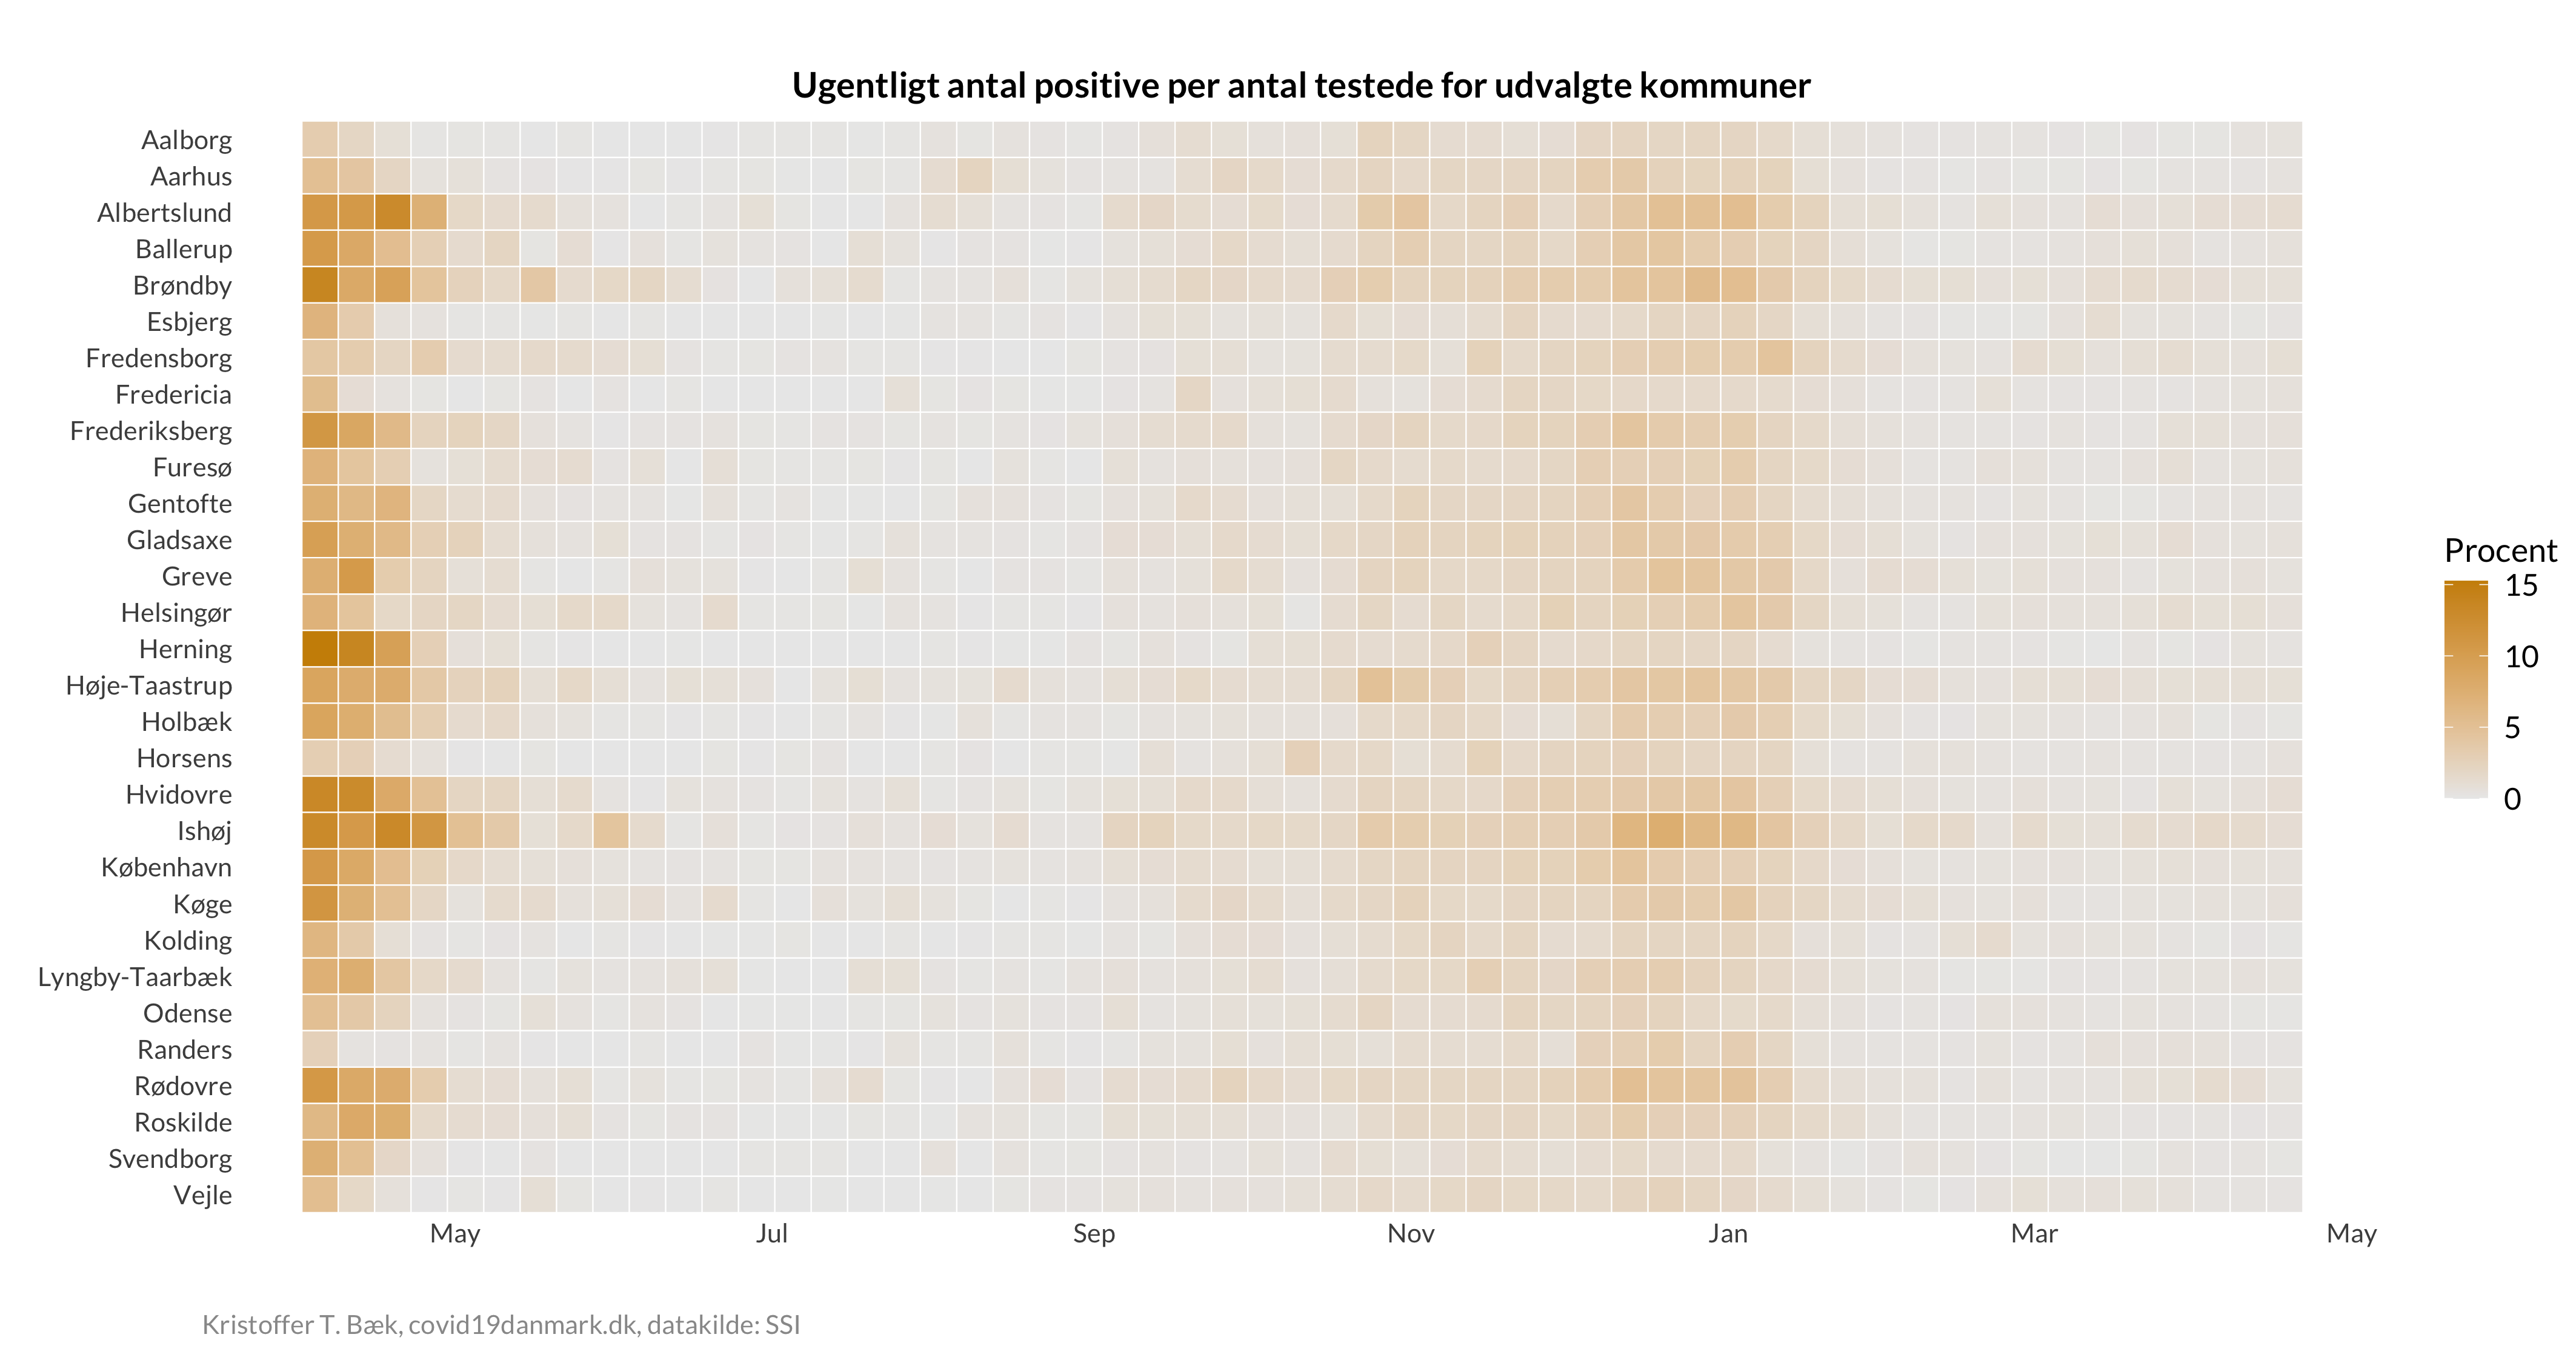 Ugentligt antal positive per antal testede for udvalgte kommuner
Aalborg
Aarhus
Albertslund
Ballerup
Brøndby
Esbjerg
Fredensborg
Fredericia
Frederiksberg
Furesø
Gentofte
Gladsaxe
Greve
Helsingør
Herning
Høje-Taastrup
Holbæk
Horsens
Hvidovre
Ishøj
København
Køge
Kolding
Lyngby-Taarbæk
Odense
Randers
Rødovre
Roskilde
Svendborg
Vejle
May Jul Sep Nov Jan Mar May
Procent
15
10
5
0
Kristoffer T. Bæk, covid19danmark.dk, datakilde: SSI